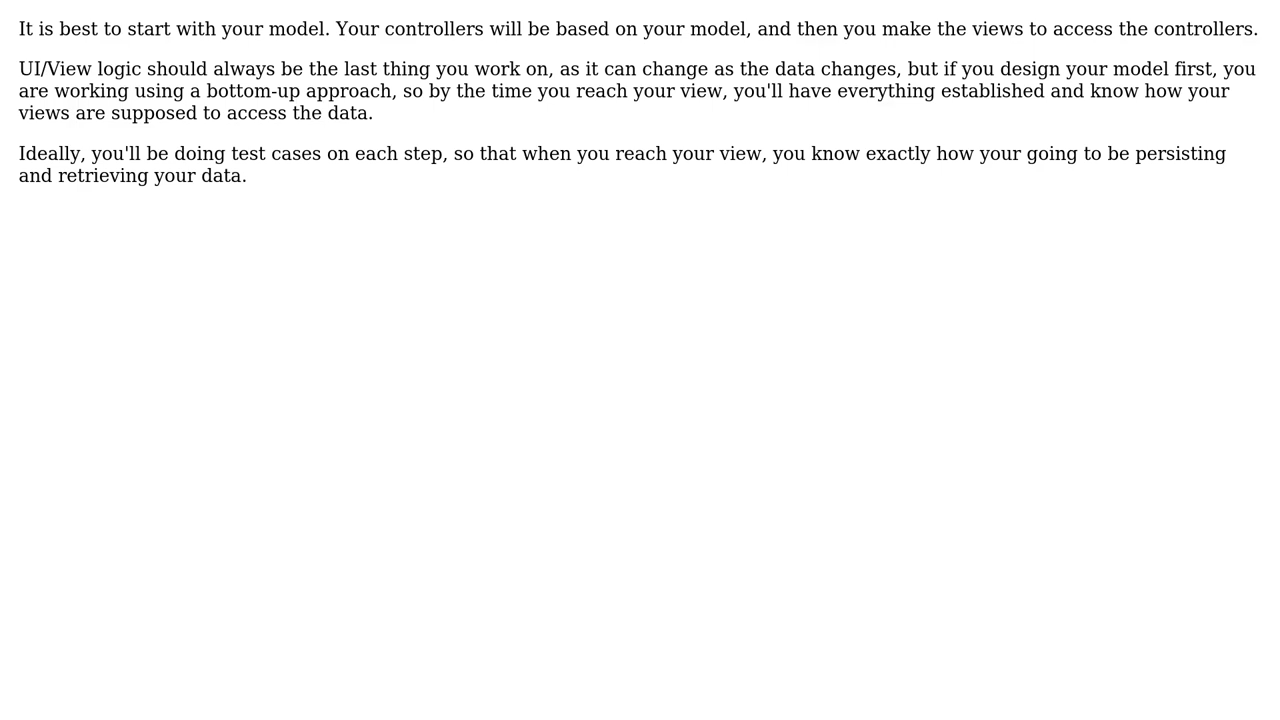 It is best to start with your model. Your controllers will be based on your model, and then you make the views to access the controllers.
UI/View logic should always be the last thing you work on, as it can change as the data changes, but if you design your model first, you
are working using a bottom-up approach, so by the time you reach your view, you'll have everything established and know how your
views are supposed to access the data.
Ideally, you'll be doing test cases on each step, so that when you reach your view, you know exactly how your going to be persisting
and retrieving your data.